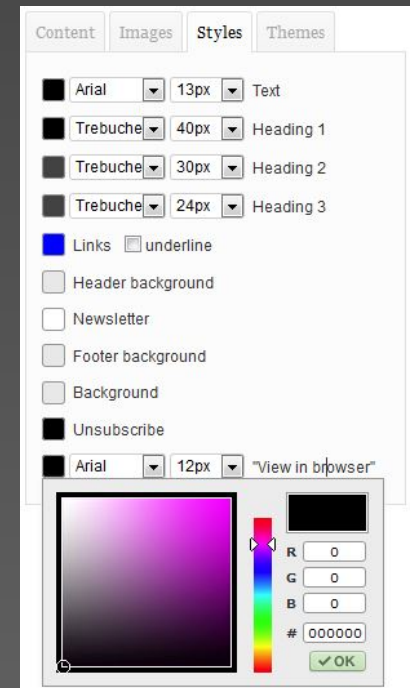 Content Images Styles Themes
Arial 13px Text
Trebuche 40px Heading 1
Trebuche 30px Heading 2
Trebuche 24px Heading 3
Links underline
Header background
Newsletter
Footer background
Background
Unsubscribe
Arial 12px "View in browser"
R 0
G 0
B 0
# 000000
✓ OK